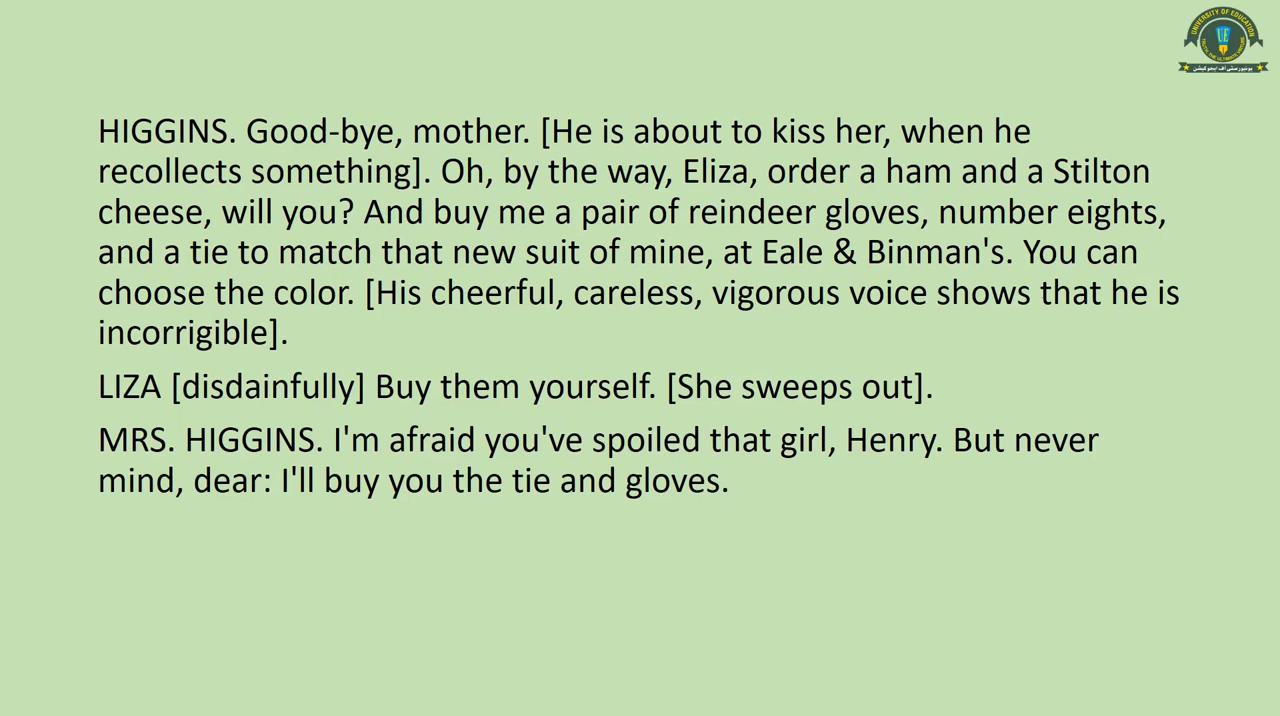 UNIVERSITY OF EDUCATION
UE
HIGGINS. Good-bye, mother. [He is about to kiss her, when he
recollects something]. Oh, by the way, Eliza, order a ham and a Stilton
cheese, will you? And buy me a pair of reindeer gloves, number eights,
and a tie to match that new suit of mine, at Eale & Binman's. You can
choose the color. [His cheerful, careless, vigorous voice shows that he is
incorrigible].
LIZA [disdainfully] Buy them yourself. [She sweeps out].
MRS. HIGGINS. I'm afraid you've spoiled that girl, Henry. But never
mind, dear: I'll buy you the tie and gloves.